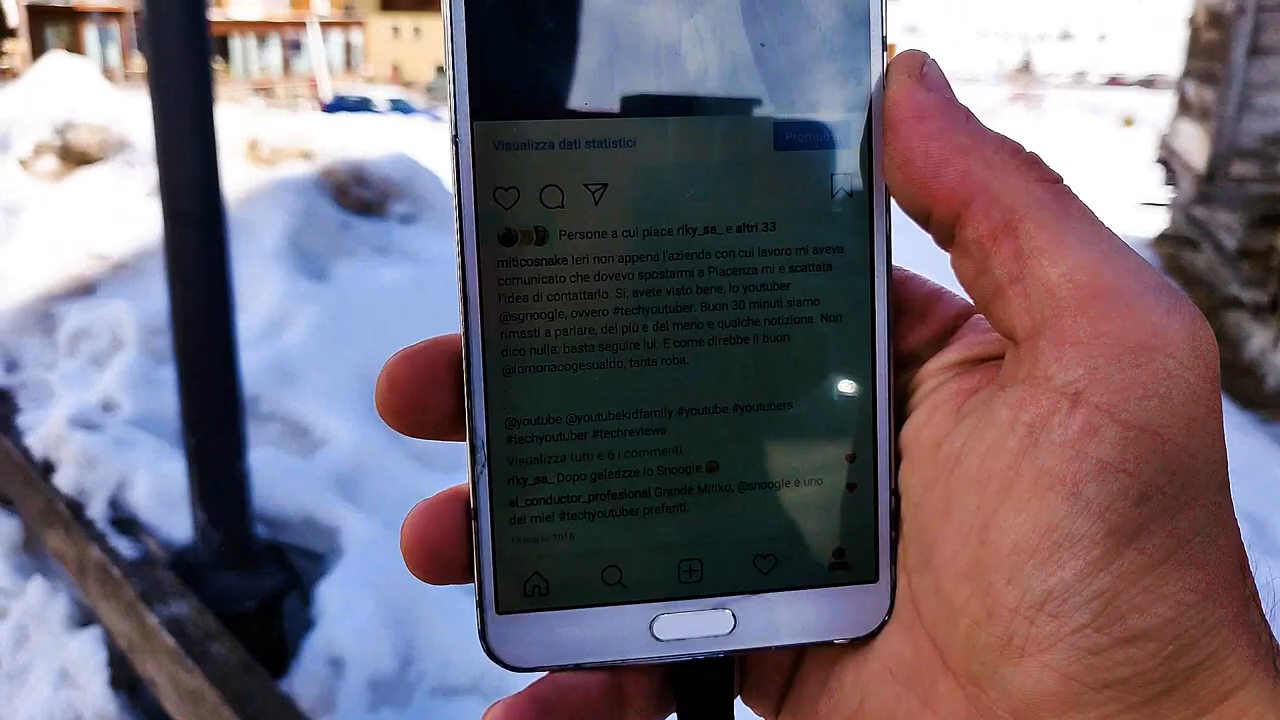 Visualizza dati statistici
Promuovi
Persone a cui piace riky_sa_ e altri 33
miticosnake Ieri non appena l'azienda con cui lavoro mi aveva
comunicato che dovevo spostarmi a Piacenza mi e scattata
l'idea di contattarlo. Si, avete visto bene, lo youtuber
@sgnoogle, ovvero #techyoutuber. Buon 30 minuti siamo
rimasti a parlare, del più e del meno e qualche notiziona. Non
dico nulla, basta seguire lui. E come direbbe il buon
@lomonacogesualdo, tanta roba.
@youtube @youtubekidfamily #youtube #youtubers
#techyoutuber #techreviews
Visualizza tutti e 6 i commenti
riky_sa_ Dopo galeazze lo Snoogle
el_conductor_profesional Grande Mitiko, @snoogle è uno
dei miei #techyoutuber preferiti.
marzo 2018